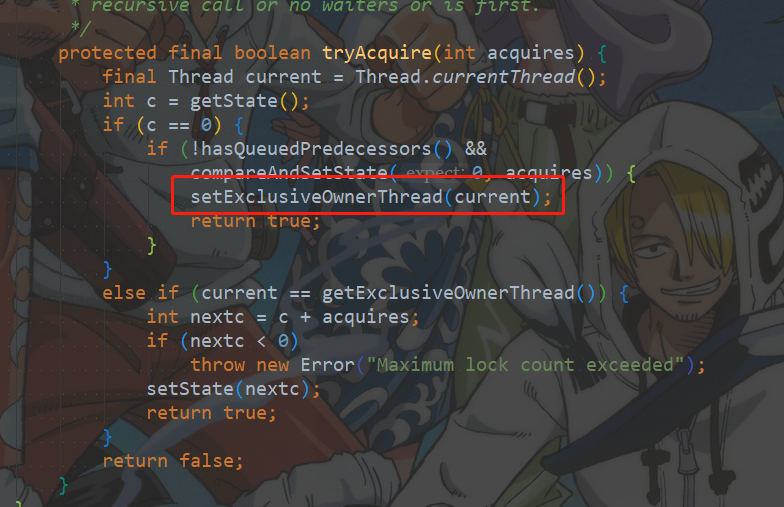 * recursive call or no waiters or is first.
*/
protected final boolean tryAcquire(int acquires) {
final Thread current = Thread.currentThread();
int c = getState();
if (c == 0) {
if (!hasQueuedPredecessors() &&
compareAndSetState( expect: 0, acquires)) {
setExclusiveOwnerThread(current);
return true;
}
}
else if (current == getExclusiveOwnerThread()) {
int nextc = c + acquires;
if (nextc < 0)
throw new Error("Maximum lock count exceeded");
setState(nextc);
return true;
}
return false;
}
}